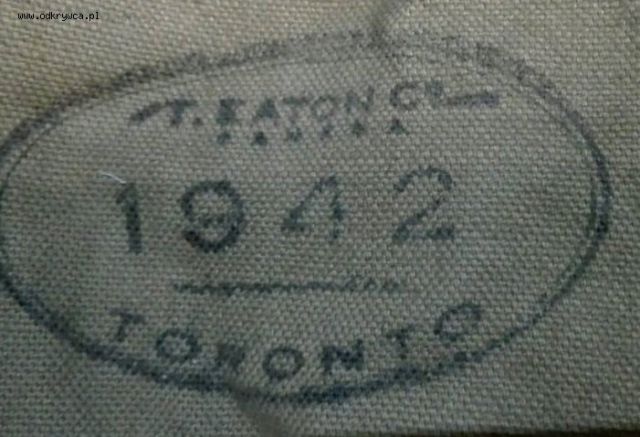 www.odkrywca.pl
T. EATON Co.
1942
TORONTO